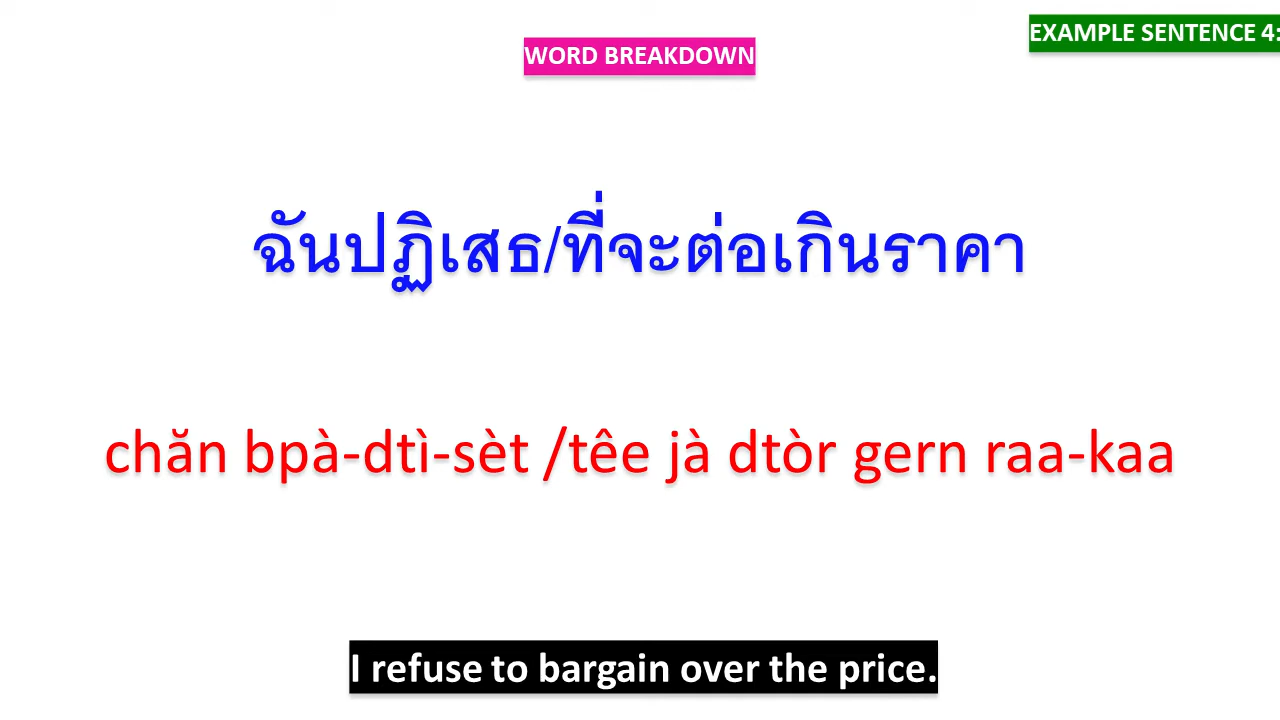 EXAMPLE SENTENCE 4:
WORD BREAKDOWN
ฉันปฏิเสธ/ที่จะต่อเกินราคา
chăn bpà-dtì-sèt /têe jà dtòr gern raa-kaa
I refuse to bargain over the price.